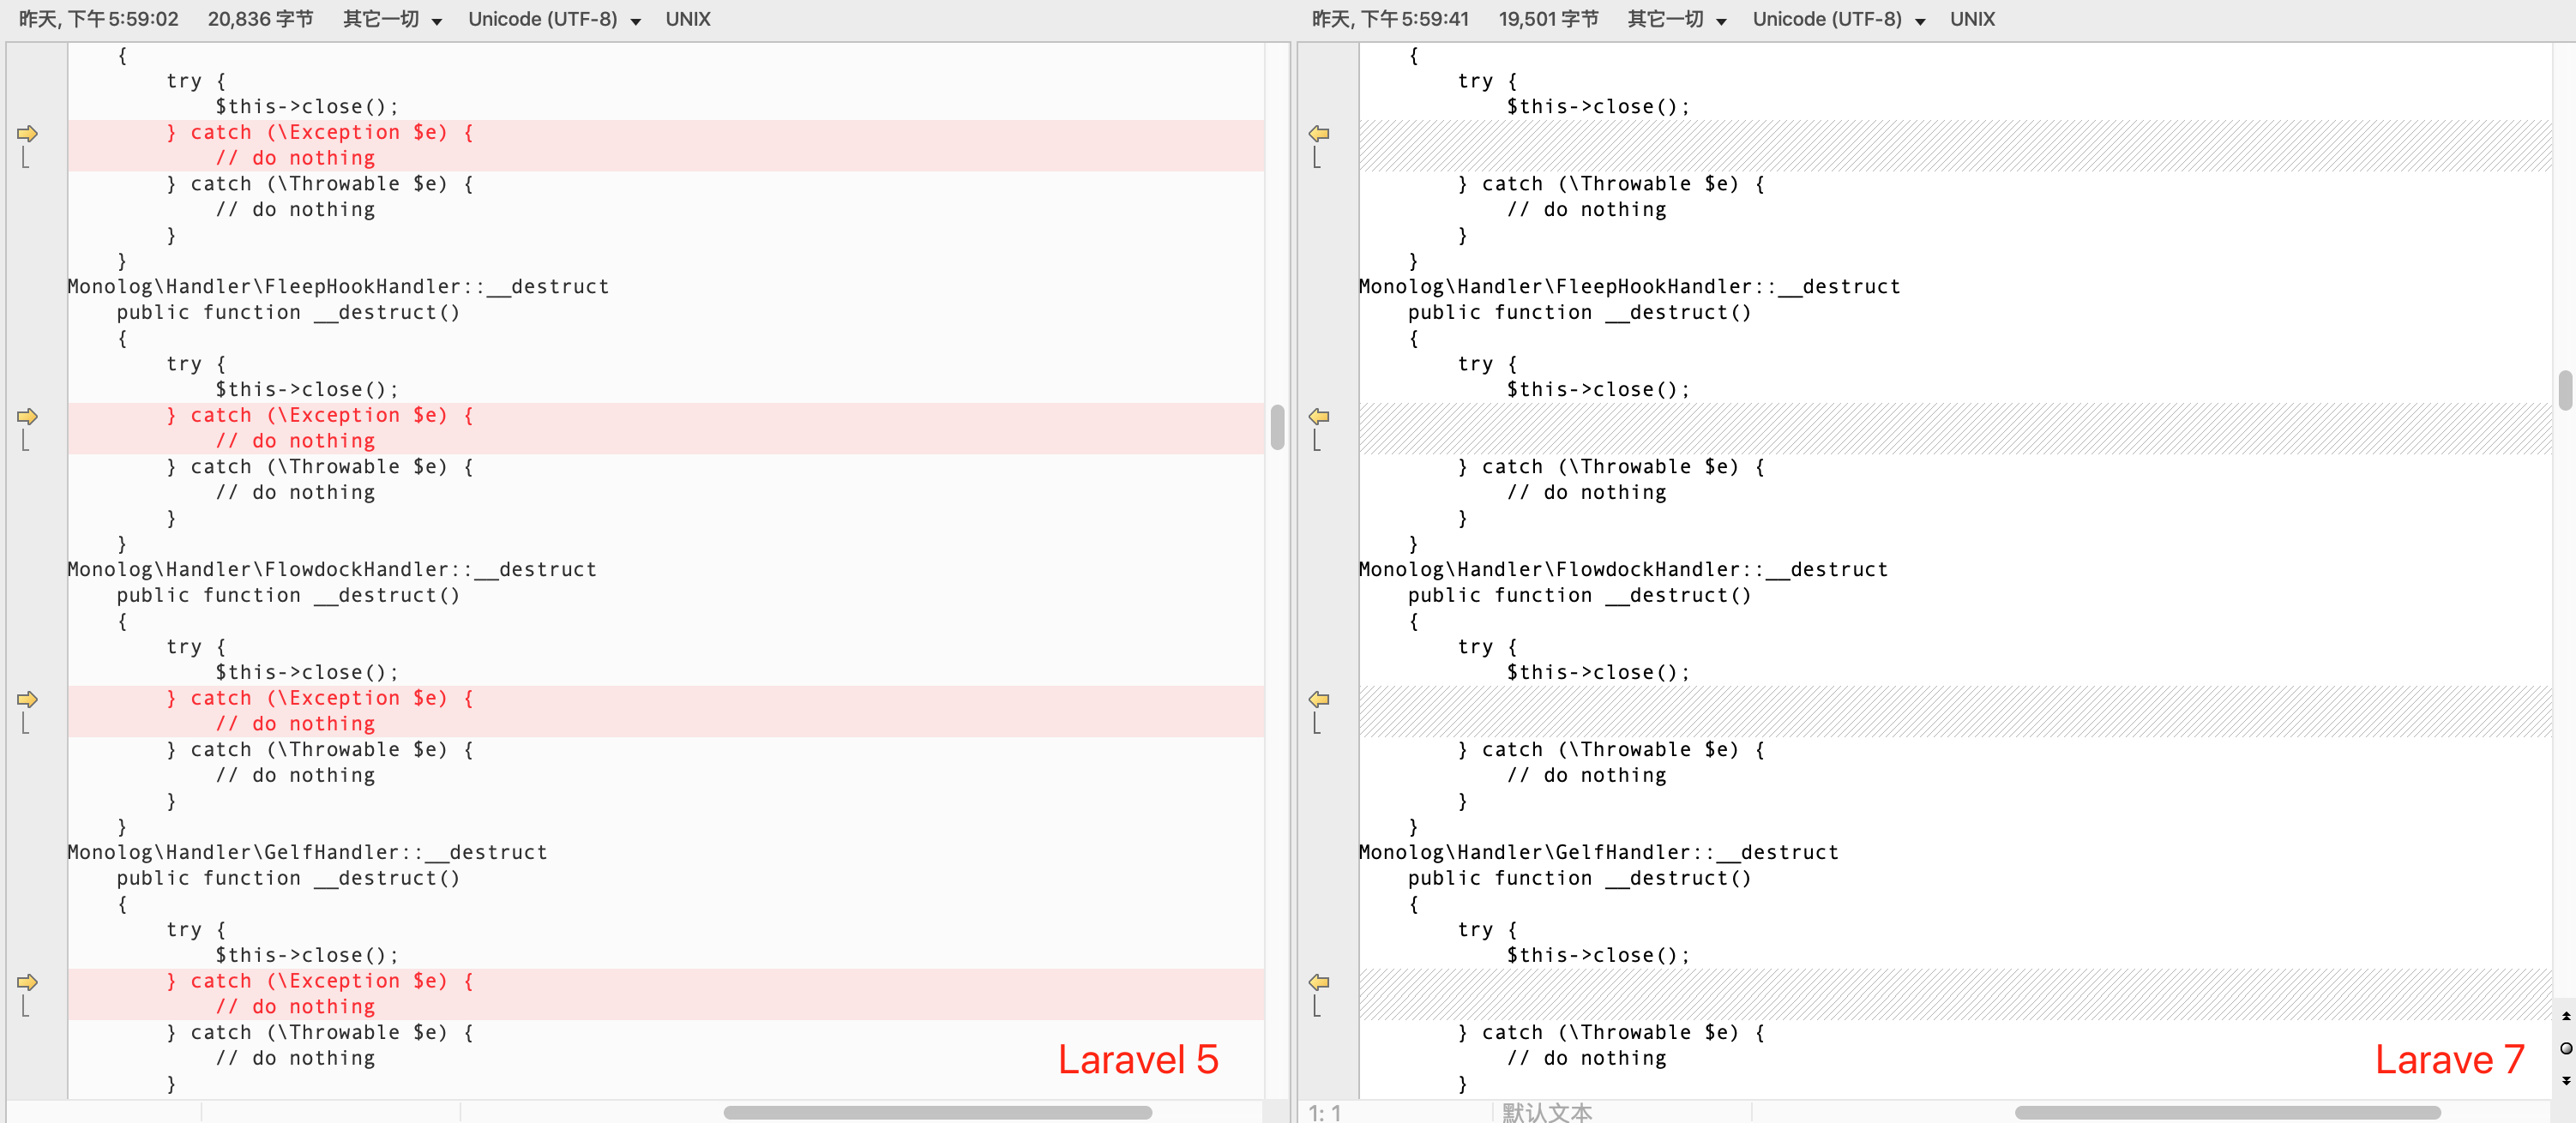 昨天, 下午5:59:02 20,836 字节 其它一切 Unicode (UTF-8) UNIX
{
try {
$this->close();
} catch (\Exception $e) {
// do nothing
} catch (\Throwable $e) {
// do nothing
}
}
Monolog\Handler\FleepHookHandler::__destruct
public function __destruct()
{
try {
$this->close();
} catch (\Exception $e) {
// do nothing
} catch (\Throwable $e) {
// do nothing
}
}
Monolog\Handler\FlowdockHandler::__destruct
public function __destruct()
{
try {
$this->close();
} catch (\Exception $e) {
// do nothing
} catch (\Throwable $e) {
// do nothing
}
}
Monolog\Handler\GelfHandler::__destruct
public function __destruct()
{
try {
$this->close();
} catch (\Exception $e) {
// do nothing
} catch (\Throwable $e) {
// do nothing
}
Laravel 5
昨天, 下午5:59:41 19,501 字节 其它一切 Unicode (UTF-8) UNIX
{
try {
$this->close();
} catch (\Throwable $e) {
// do nothing
}
}
Monolog\Handler\FleepHookHandler::__destruct
public function __destruct()
{
try {
$this->close();
} catch (\Throwable $e) {
// do nothing
}
}
Monolog\Handler\FlowdockHandler::__destruct
public function __destruct()
{
try {
$this->close();
} catch (\Throwable $e) {
// do nothing
}
}
Monolog\Handler\GelfHandler::__destruct
public function __destruct()
{
try {
$this->close();
} catch (\Throwable $e) {
// do nothing
}
Larave 7
1: 1 默认文本